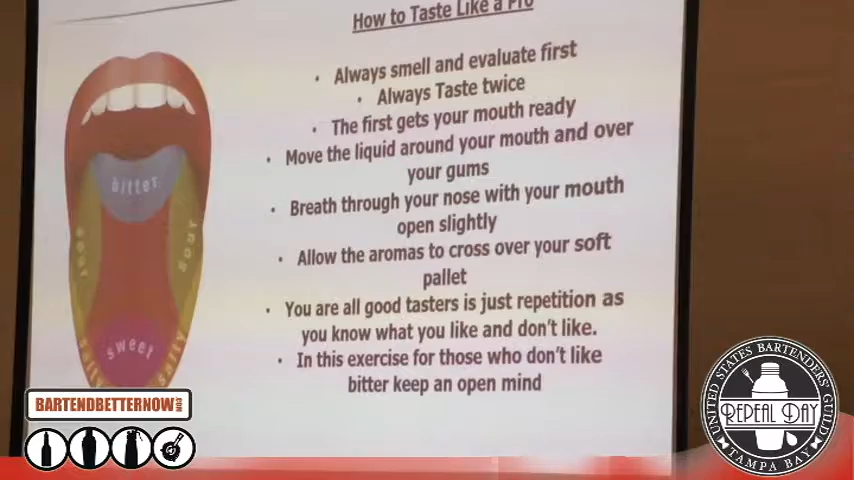 How to Taste Like a Pro
• Always smell and evaluate first
• Always Taste twice
• The first gets your mouth ready
• Move the liquid around your mouth and over
your gums
• Breath through your nose with your mouth
open slightly
• Allow the aromas to cross over your soft
pallet
• You are all good tasters is just repetition as
you know what you like and don't like.
• In this exercise for those who don't like
bitter keep an open mind
bitter
sour
sour
sweet
salty
salty
BARTENDBETTERNOW.COM
UNITED STATES BARTENDERS' GUILD
REPEAL DAY
TAMPA BAY